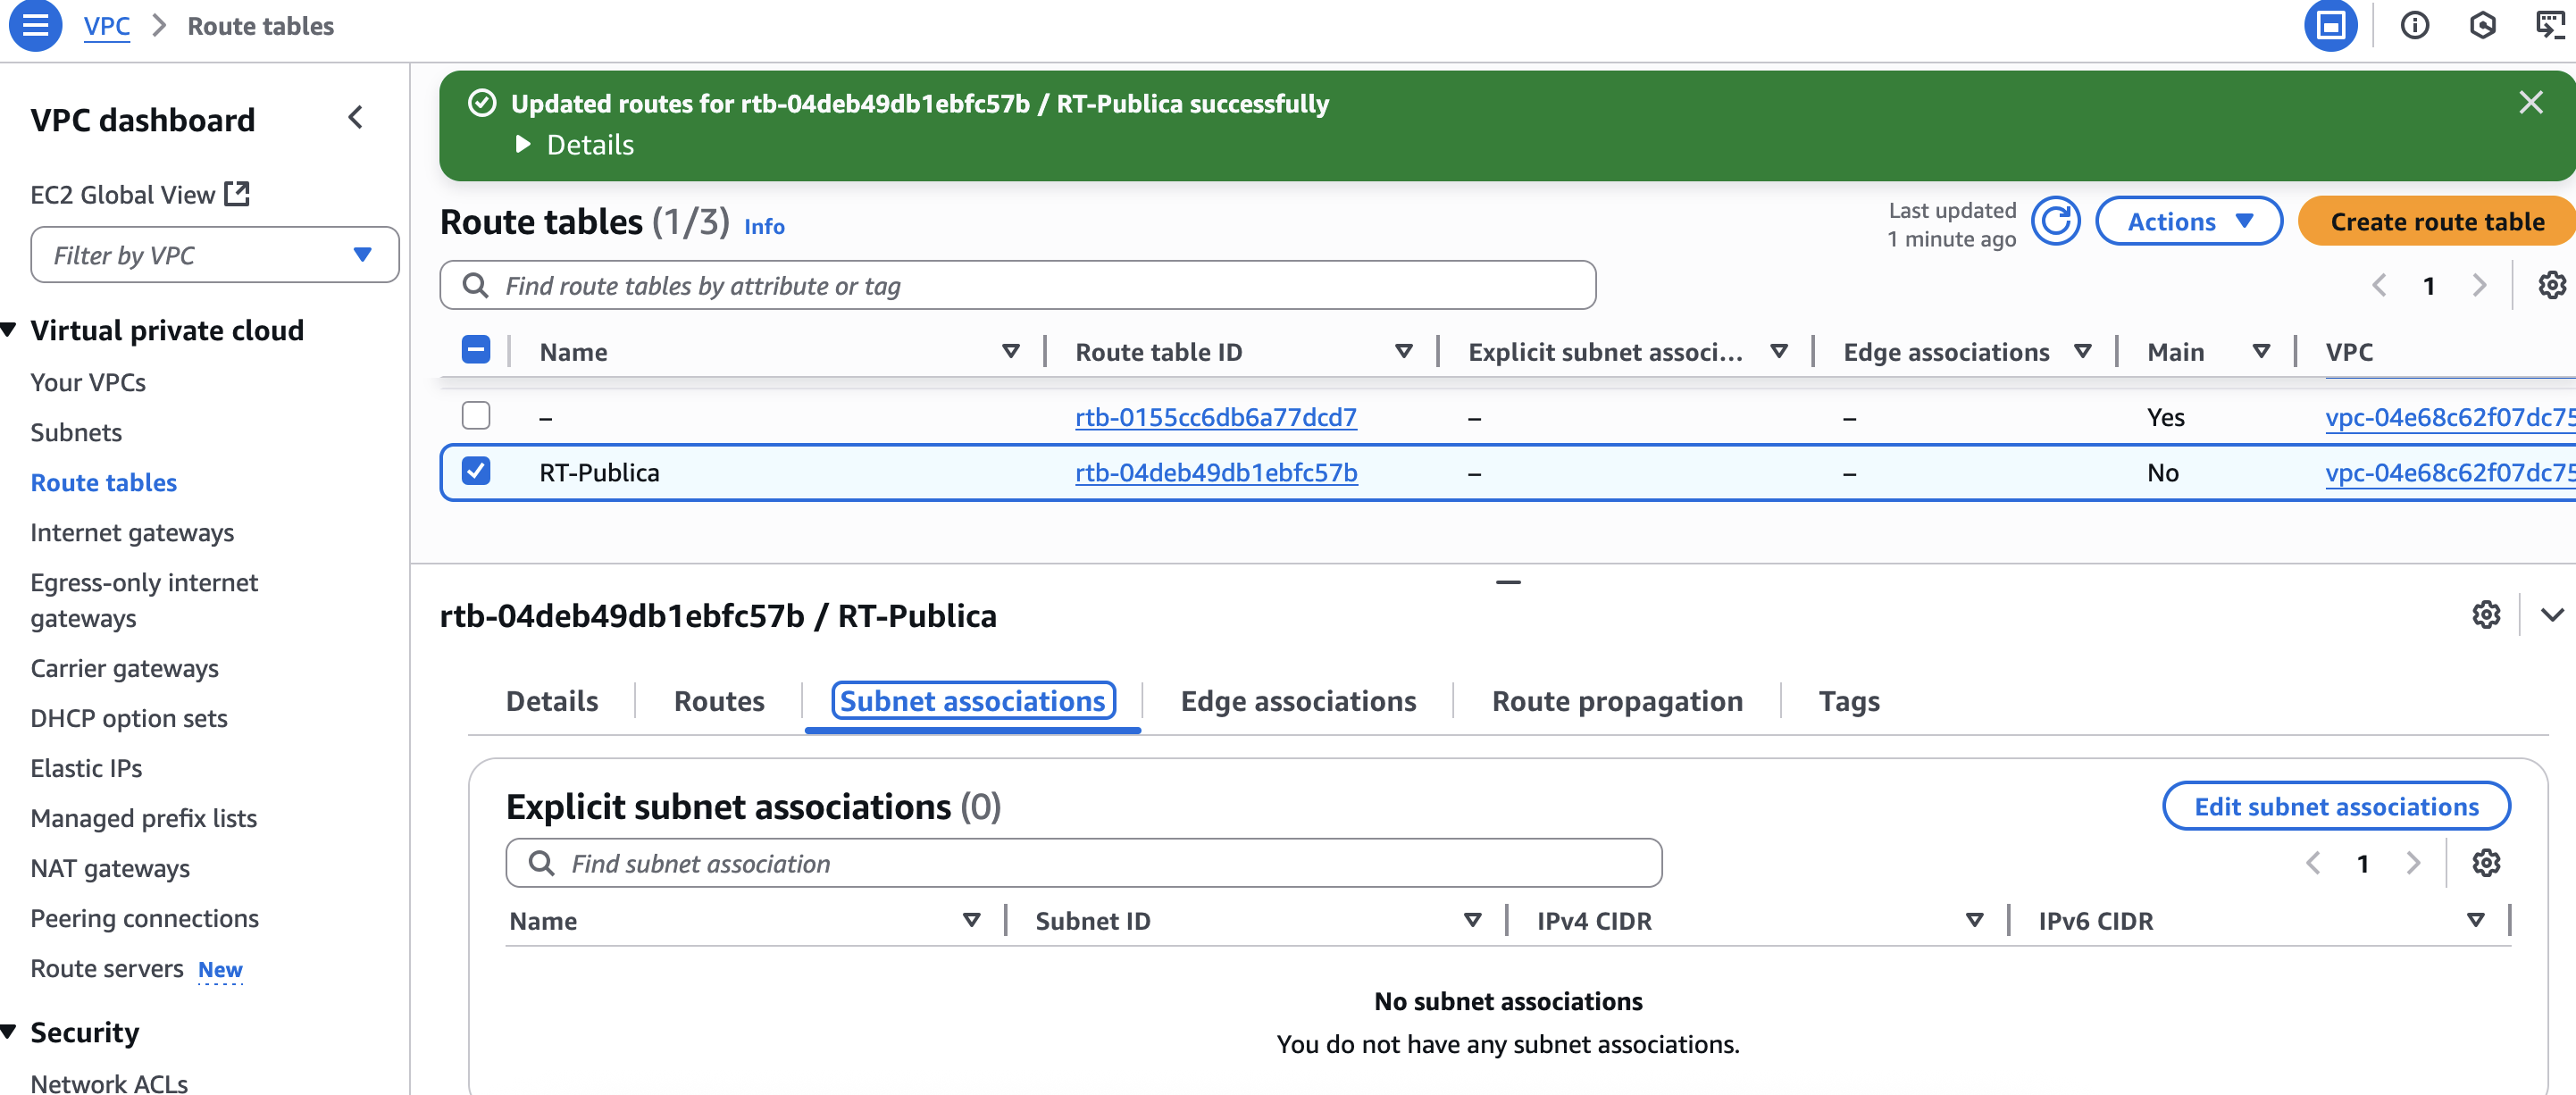 VPC > Route tables
VPC dashboard
EC2 Global View
Filter by VPC
Virtual private cloud
Your VPCs
Subnets
Route tables
Internet gateways
Egress-only internet
gateways
Carrier gateways
DHCP option sets
Elastic IPs
Managed prefix lists
NAT gateways
Peering connections
Route servers New
Security
Network ACLs
Updated routes for rtb-04deb49db1ebfc57b / RT-Publica successfully
Details
Route tables (1/3) Info
Last updated
1 minute ago
Actions
Create route table
Find route tables by attribute or tag
1
Name Route table ID Explicit subnet associ... Edge associations Main VPC
– rtb-0155cc6db6a77dcd7 – – Yes vpc-04e68c62f07dc75
RT-Publica rtb-04deb49db1ebfc57b – – No vpc-04e68c62f07dc75
rtb-04deb49db1ebfc57b / RT-Publica
Details Routes Subnet associations Edge associations Route propagation Tags
Explicit subnet associations (0)
Edit subnet associations
Find subnet association
1
Name Subnet ID IPv4 CIDR IPv6 CIDR
No subnet associations
You do not have any subnet associations.